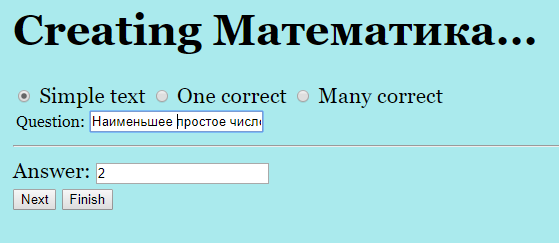 Creating Математика...
Simple text One correct Many correct
Question: Наименьшее простое число
Answer: 2
Next Finish